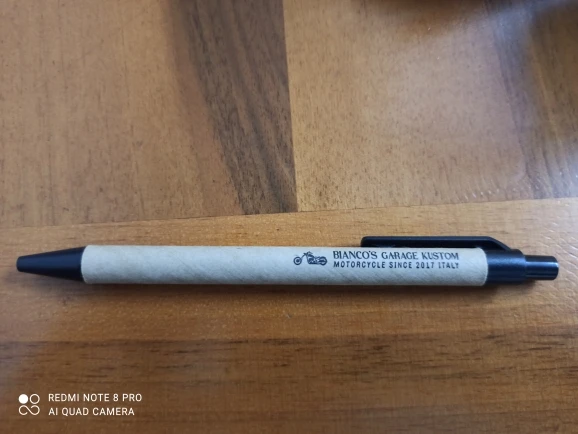 BIANCO'S GARAGE KUSTOM
MOTORCYCLE SINCE 2017 ITALY
REDMI NOTE 8 PRO
AI QUAD CAMERA